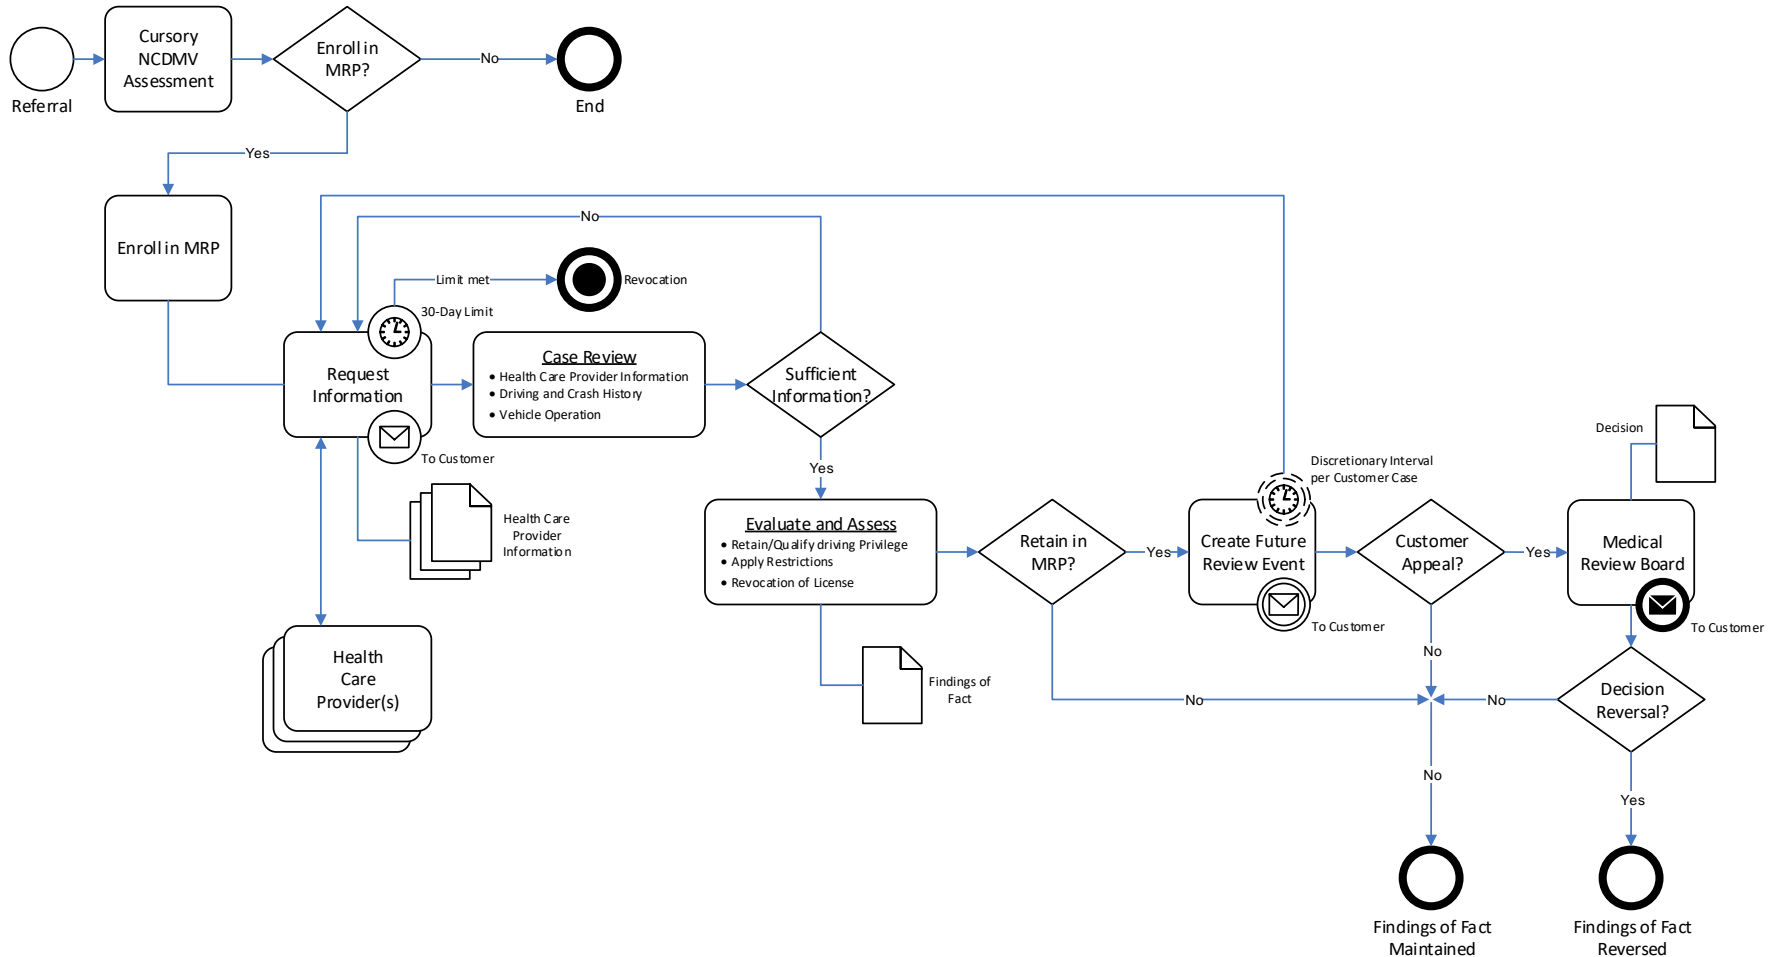 Referral
Cursory
NCDMV
Assessment
Enroll in
MRP?
No
End
Yes
Enroll in MRP
No
Limit met
Revocation
30-Day Limit
Request
Information
To Customer
Case Review
• Health Care Provider Information
• Driving and Crash History
• Vehicle Operation
Sufficient
Information?
Yes
Health Care
Provider
Information
Health
Care
Provider(s)
Evaluate and Assess
• Retain/Qualify driving Privilege
• Apply Restrictions
• Revocation of License
Findings of
Fact
Retain in
MRP?
Yes
No
Discretionary Interval
per Customer Case
Create Future
Review Event
To Customer
Customer
Appeal?
Yes
No
Decision
Medical
Review Board
To Customer
Decision
Reversal?
No
No
Yes
Findings of Fact
Maintained
Findings of Fact
Reversed